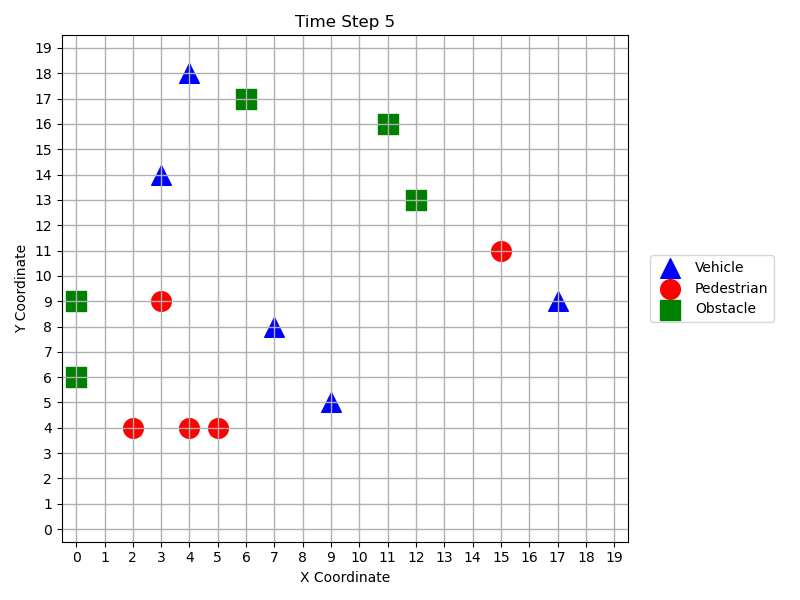 Time Step 5
19
18
17
16
15
14
13
12
11
10
9
8
7
6
5
4
3
2
1
0
Y Coordinate
0 1 2 3 4 5 6 7 8 9 10 11 12 13 14 15 16 17 18 19
X Coordinate
Vehicle
Pedestrian
Obstacle